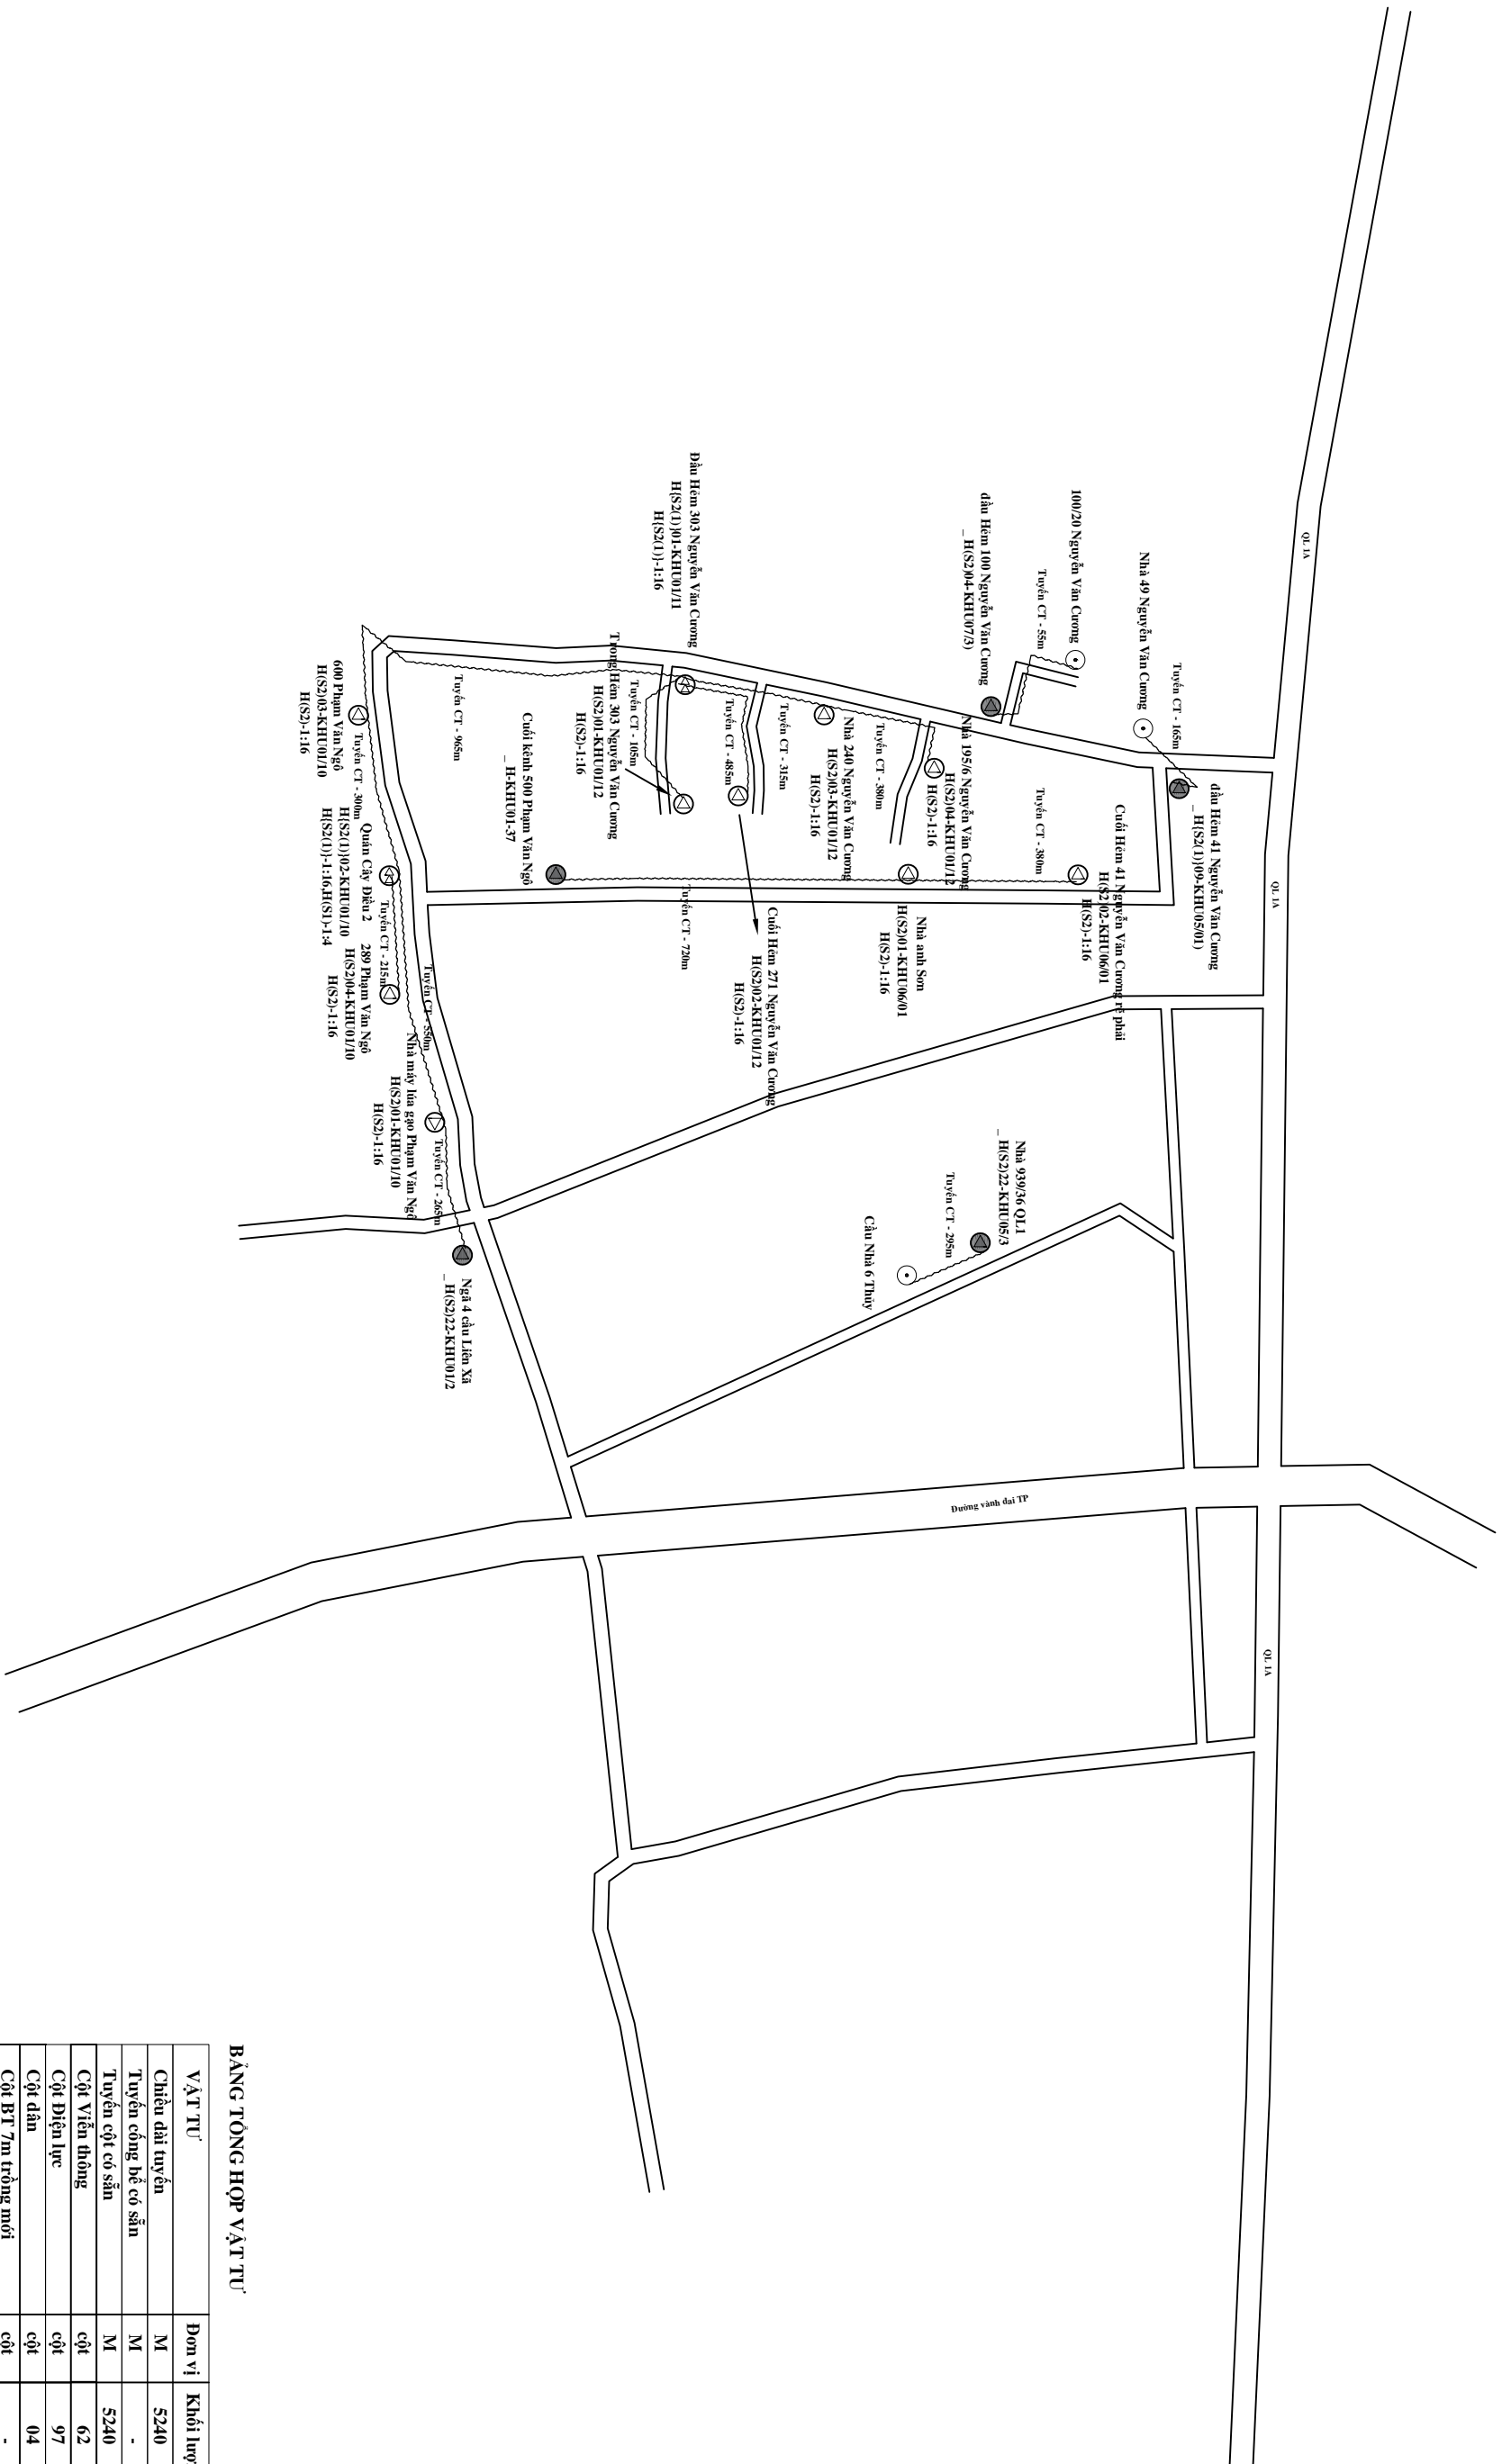 QL 1A
Nhà 49 Nguyễn Văn Cương
Tuyến CT - 165m
đầu Hẻm 41 Nguyễn Văn Cương
_ H{S2(1)}09-KHU05/01)
100/20 Nguyễn Văn Cương
Tuyến CT - 55m
đầu Hẻm 100 Nguyễn Văn Cương
_ H(S2)04-KHU07/3)
QL 1A
Cuối Hẻm 41 Nguyễn Văn Cương rẽ phải
H(S2)02-KHU06/01
H(S2)-1:16
Tuyến CT - 380m
Nhà 195/6 Nguyễn Văn Cương
H(S2)04-KHU01/12
H(S2)-1:16
Nhà anh Sơn
H(S2)01-KHU06/01
H(S2)-1:16
Tuyến CT - 380m
Nhà 240 Nguyễn Văn Cương
H(S2)03-KHU01/12
H(S2)-1:16
Tuyến CT - 315m
Cuối Hẻm 271 Nguyễn Văn Cương
H(S2)02-KHU01/12
H(S2)-1:16
Tuyến CT - 485m
Đầu Hẻm 303 Nguyễn Văn Cương
H{S2(1)}01-KHU01/11
H{S2(1)}-1:16
Tuyến CT - 720m
Tuyến CT - 105m
Trong Hẻm 303 Nguyễn Văn Cương
H(S2)01-KHU01/12
H(S2)-1:16
Cuối kênh 500 Phạm Văn Ngô
_ H-KHU01-37
Tuyến CT - 965m
600 Phạm Văn Ngô
H(S2)03-KHU01/10
H(S2)-1:16
Tuyến CT - 300m
Quán Cây Điều 2
H{S2(1)}02-KHU01/10
H{S2(1)}-1:16,H(S1)-1:4
Tuyến CT - 215m
289 Phạm Văn Ngô
H(S2)04-KHU01/10
H(S2)-1:16
Tuyến CT - 550m
Nhà máy lúa gạo Phạm Văn Ngô
H(S2)01-KHU01/10
H(S2)-1:16
Tuyến CT - 265m
Ngã 4 cầu Liên Xã
_ H(S2)22-KHU01/2
Nhà 939/36 QL1
_ H(S2)22-KHU05/3
Tuyến CT - 295m
Cầu Nhà 6 Thủy
Đường vành đai TP
QL 1A
BẢNG TỔNG HỢP VẬT TƯ
VẬT TƯ Đơn vị Khối
Chiều dài tuyến M 5240
Tuyến cống bể có sẵn M -
Tuyến cột có sẵn M 5240
Cột Viễn thông cột 62
Cột Điện lực cột 97
Cột dân cột 04
Cột BT 7m trồng mới cột -